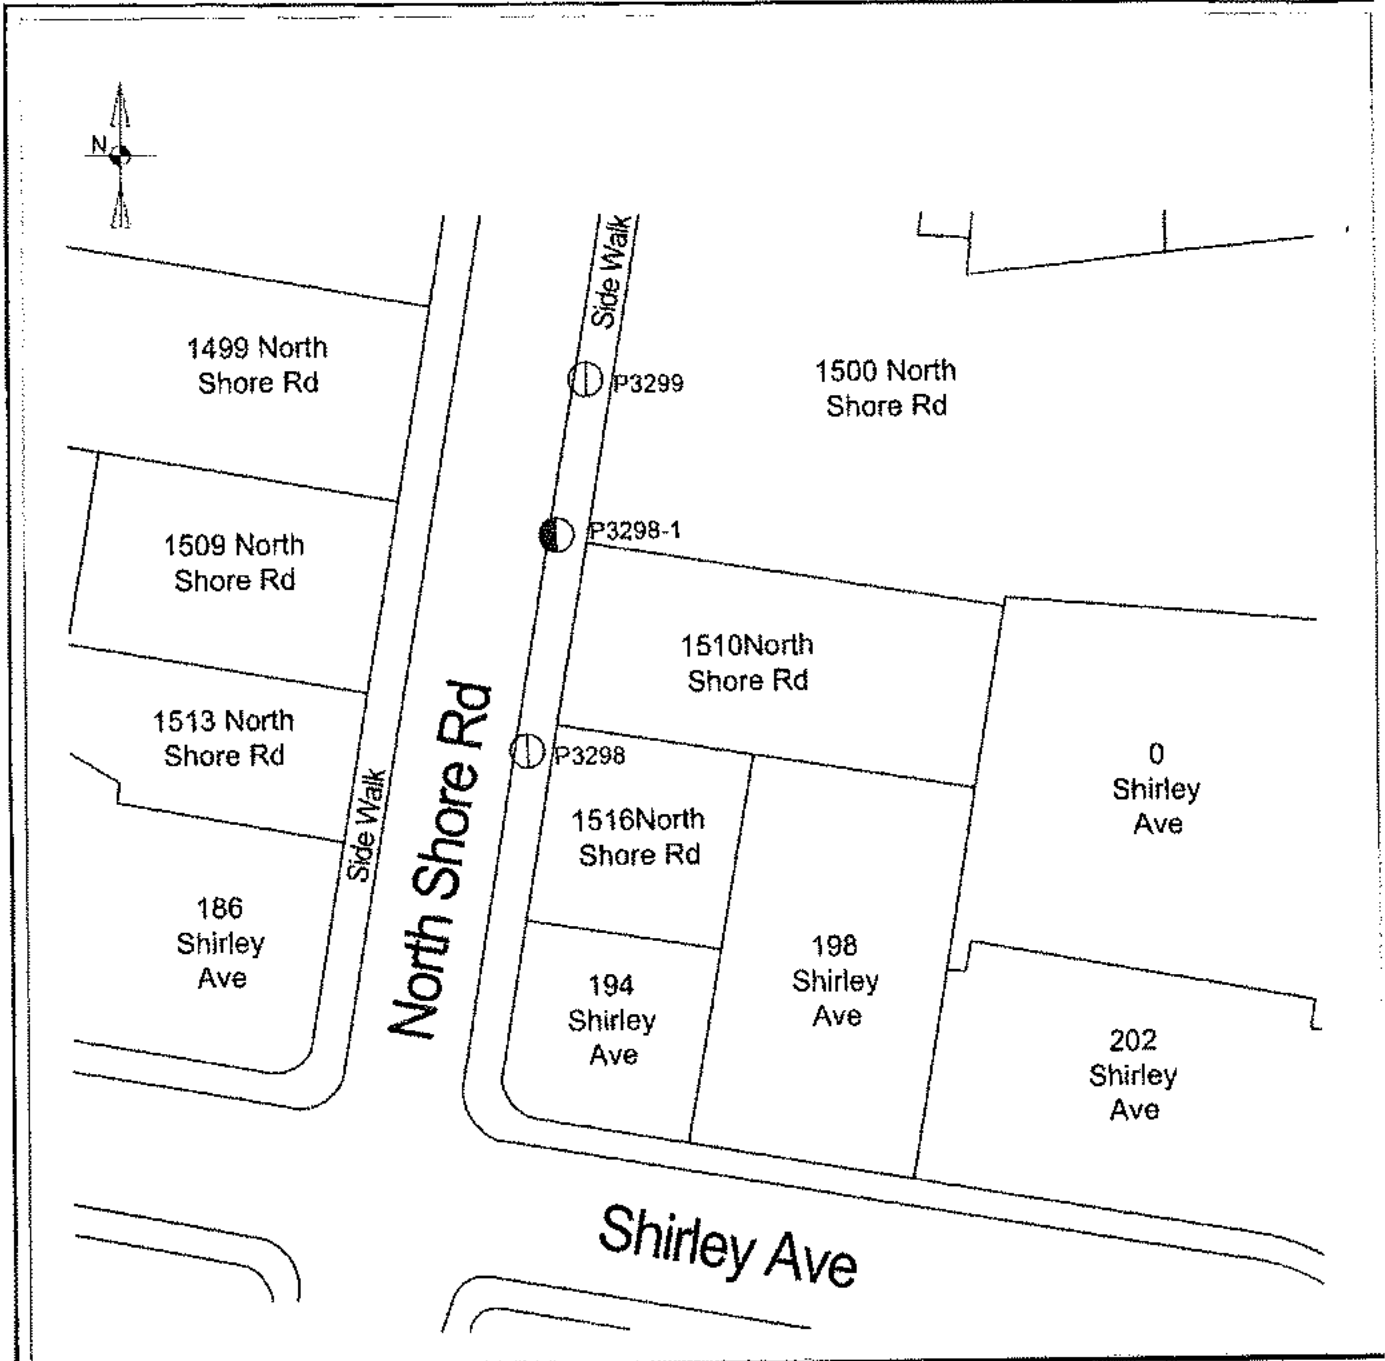 N
Side Walk
1499 North
Shore Rd
P3299
1500 North
Shore Rd
P3298-1
1509 North
Shore Rd
1510North
Shore Rd
1513 North
Shore Rd
P3298
0
Shirley
Ave
1516North
Shore Rd
Side Walk
North Shore Rd
186
Shirley
Ave
198
Shirley
Ave
194
Shirley
Ave
202
Shirley
Ave
Shirley Ave